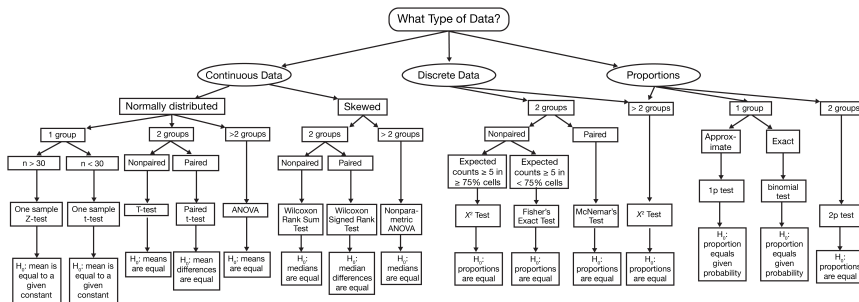 What Type of Data?
Continuous Data
Discrete Data
Proportions
Normally distributed
Skewed
2 groups
> 2 groups
1 group
2 groups
1 group
2 groups
>2 groups
2 groups
> 2 groups
Nonpaired
Paired
Approx-
imate
Exact
n > 30
n < 30
Nonpaired
Paired
Nonpaired
Paired
Expected
counts ≥ 5 in
≥ 75% cells
Expected
counts ≥ 5 in
< 75% cells
1p test
binomial
test
One sample
Z-test
One sample
t-test
T-test
Paired
t-test
ANOVA
Wilcoxon
Rank Sum
Test
Wilcoxon
Signed Rank
Test
Nonpara-
metric
ANOVA
X² Test
Fisher's
Exact Test
McNemar's
Test
X² Test
2p test
H₀: mean is
equal to a
given
constant
H₀: mean is
equal to a
given
constant
H₀: means
are equal
H₀: mean
differences
are equal
H₀: means
are equal
H₀:
medians
are equal
H₀:
median
differences
are equal
H₀:
medians
are equal
H₀:
proportions
are equal
H₀:
proportions
are equal
H₀:
proportions
are equal
H₀:
proportions
are equal
H₀:
proportion
equals
given
probability
H₀:
proportion
equals
given
probability
H₀:
proportions
are equal